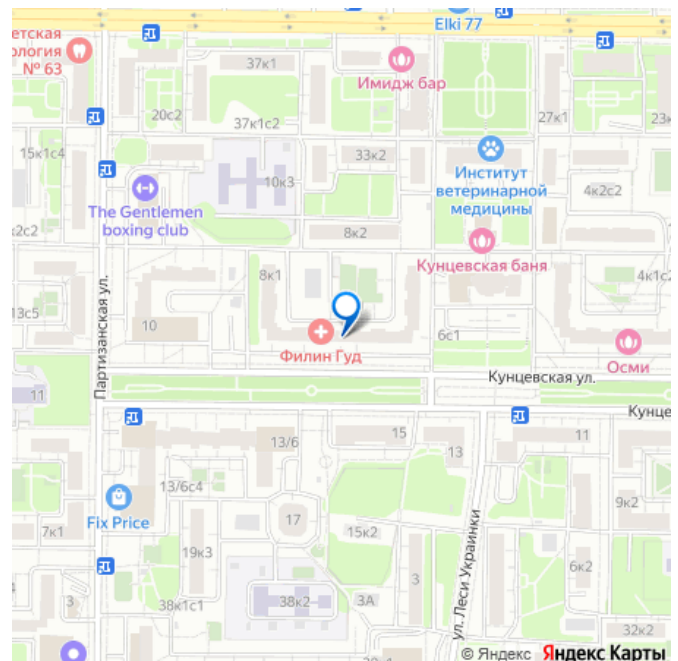 Elki 77
етская
ология
№ 63
37к1
Имидж бар
20с2
37к1с2
27к1
23к
15к1с4
33к2
10к3
Институт
ветеринарной
медицины
4к2с2
The Gentlemen
boxing club
к2с2
8к2
Кунцевская баня
8к1
4к1с2
Партизанская ул.
13с5
10
6с1
Филин Гуд
Осми
Кунцевская ул.
11
Кунце
13/6
15
13
11
13/6с4
Fix Price
17
9к2
7к1
19к3
15к2
ул. Леси Украинки
6к2
3
3
38к1с1
38к2
3А
32к2
© Яндекс Яндекс Карты